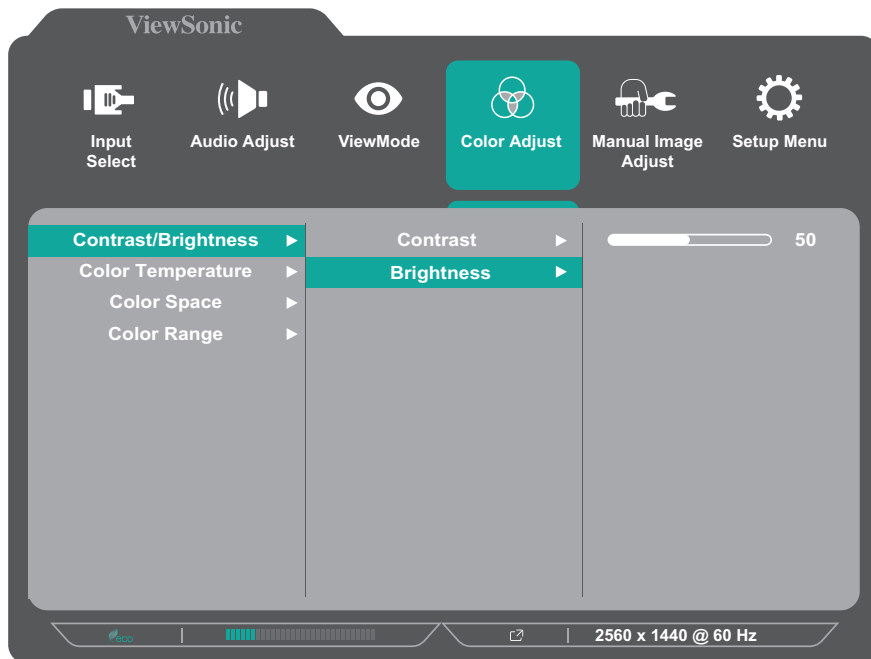 ViewSonic
Input
Select
Audio Adjust
ViewMode
Color Adjust
Manual Image
Adjust
Setup Menu
Contrast/Brightness
Contrast
50
Color Temperature
Brightness
Color Space
Color Range
eco
2560 x 1440 @ 60 Hz